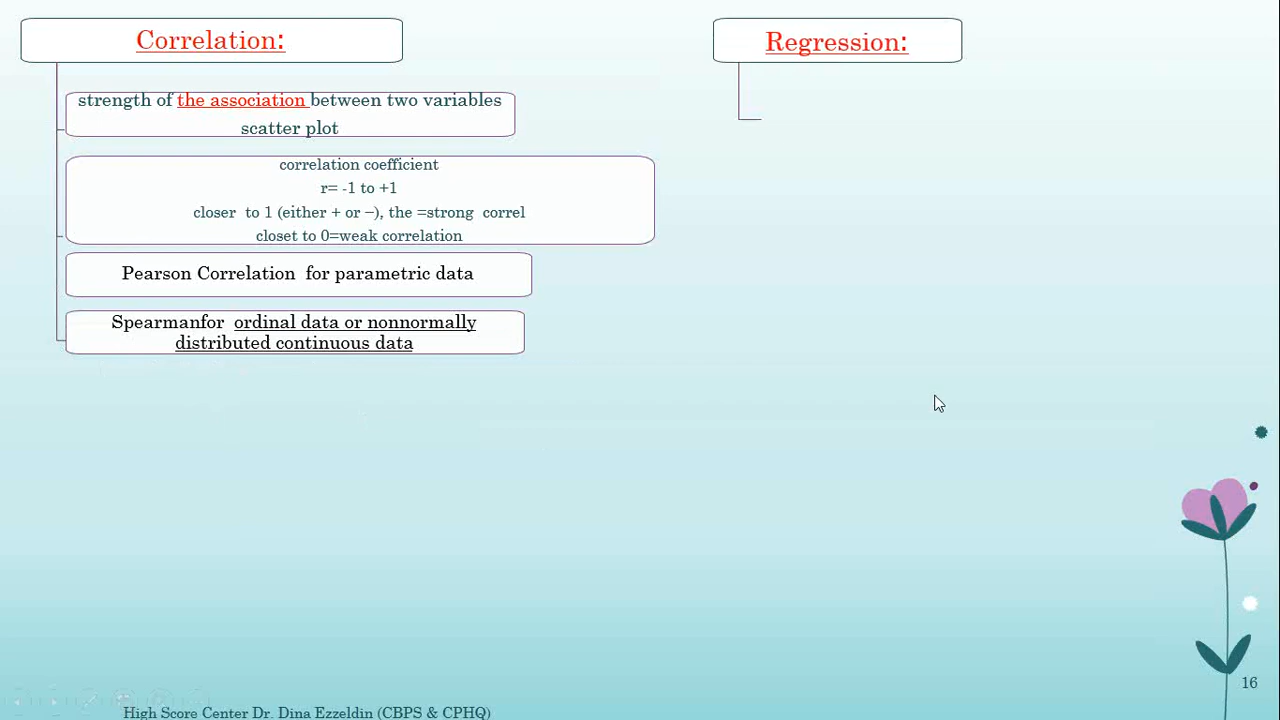 Correlation:
strength of the association between two variables
scatter plot
correlation coefficient
r= -1 to +1
closer  to 1 (either + or −), the =strong  correl
closet to 0=weak correlation
Pearson Correlation  for parametric data
Spearmanfor  ordinal data or nonnormally
distributed continuous data
Regression:
16
High Score Center Dr. Dina Ezzeldin (CBPS & CPHQ)